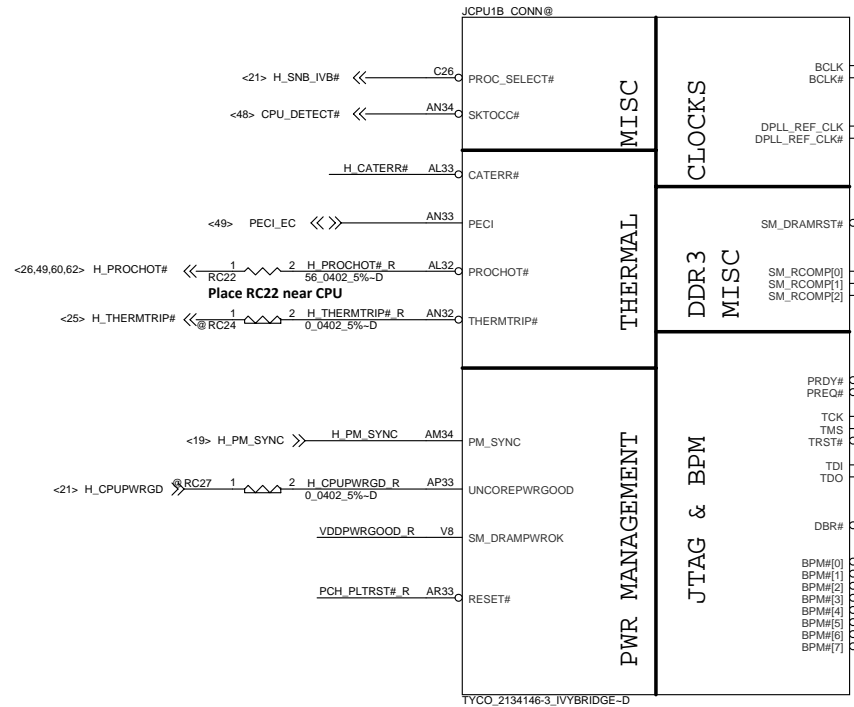 JCPU1B CONN@
<21> H_SNB_IVB# C26 PROC_SELECT#
<48> CPU_DETECT# AN34 SKTOCC#
MISC
H_CATERR# AL33 CATERR#
<49> PECI_EC AN33 PECI
<26,49,60,62> H_PROCHOT# 1 2 H_PROCHOT#_R AL32 PROCHOT#
RC22 56_0402_5%~D
Place RC22 near CPU
<25> H_THERMTRIP# 1 2 H_THERMTRIP#_R AN32 THERMTRIP#
@RC24 0_0402_5%~D
THERMAL
<19> H_PM_SYNC H_PM_SYNC AM34 PM_SYNC
<21> H_CPUPWRGD @RC27 1 2 H_CPUPWRGD_R AP33 UNCOREPWRGOOD
0_0402_5%~D
VDDPWRGOOD_R V8 SM_DRAMPWROK
PCH_PLTRST#_R AR33 RESET#
PWR MANAGEMENT
CLOCKS
BCLK
BCLK#
DPLL_REF_CLK
DPLL_REF_CLK#
DDR3
MISC
SM_DRAMRST#
SM_RCOMP[0]
SM_RCOMP[1]
SM_RCOMP[2]
JTAG & BPM
PRDY#
PREQ#
TCK
TMS
TRST#
TDI
TDO
DBR#
BPM#[0]
BPM#[1]
BPM#[2]
BPM#[3]
BPM#[4]
BPM#[5]
BPM#[6]
BPM#[7]
TYCO_2134146-3_IVYBRIDGE~D